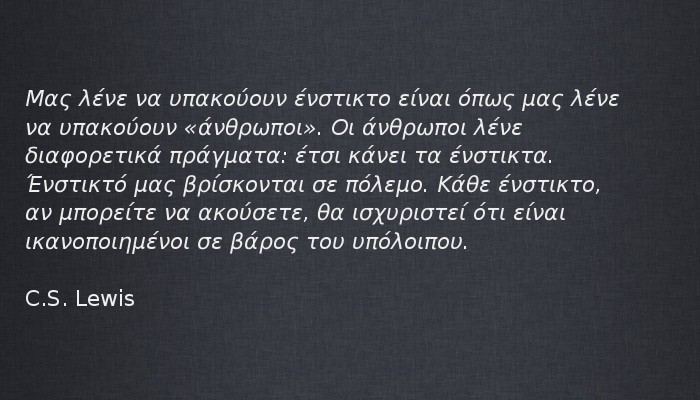 Μας λένε να υπακούουν ένστικτο είναι όπως μας λένε
να υπακούουν «άνθρωποι». Οι άνθρωποι λένε
διαφορετικά πράγματα: έτσι κάνει τα ένστικτα.
Ένστικτό μας βρίσκονται σε πόλεμο. Κάθε ένστικτο,
αν μπορείτε να ακούσετε, θα ισχυριστεί ότι είναι
ικανοποιημένοι σε βάρος του υπόλοιπου.
C.S. Lewis